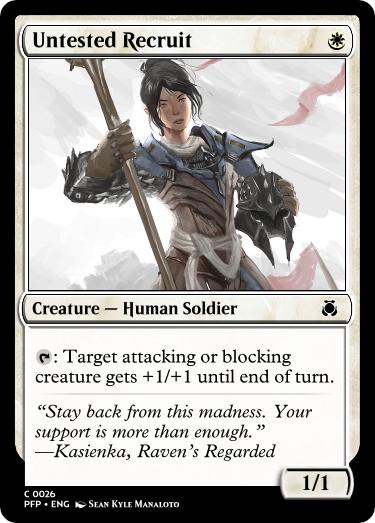 Untested Recruit
Creature — Human Soldier
: Target attacking or blocking
creature gets +1/+1 until end of turn.
“Stay back from this madness. Your
support is more than enough.”
—Kasienka, Raven’s Regarded
1/1
C 0026
PFP • ENG Sean Kyle Manaloto